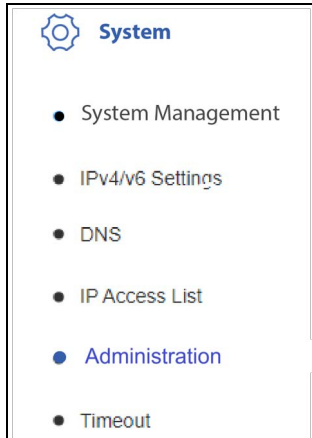 System
System Management
IPv4/v6 Settings
DNS
IP Access List
Administration
Timeout